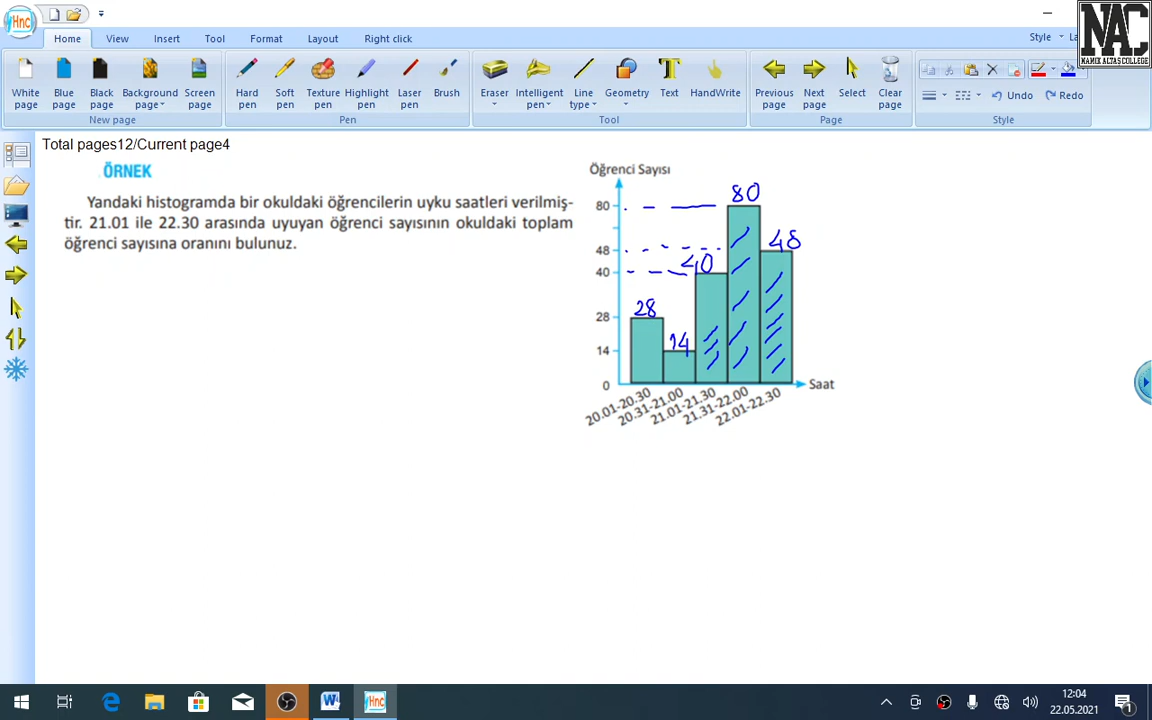 Hnc
Home View Insert Tool Format Layout Right click
Style
NAC
NAMIK ALTAS COLLEGE
White page
Blue page
Black page
Background page
Screen page
Hard pen
Soft pen
Texture pen
Highlight pen
Laser pen
Brush
Eraser
Intelligent pen
Line type
Geometry
Text
HandWrite
Previous page
Next page
Select
Clear page
Undo Redo
New page
Pen
Tool
Page
Style
Total pages12/Current page4
ÖRNEK
Yandaki histogramda bir okuldaki öğrencilerin uyku saatleri verilmiş-
tir. 21.01 ile 22.30 arasında uyuyan öğrenci sayısının okuldaki toplam
öğrenci sayısına oranını bulunuz.
Öğrenci Sayısı
80
48
40
28
14
0
28
14
40
80
48
Saat
20.01-20.30
20.31-21.00
21.01-21.30
21.31-22.00
22.01-22.30
Hnc
12:04
22.05.2021
1